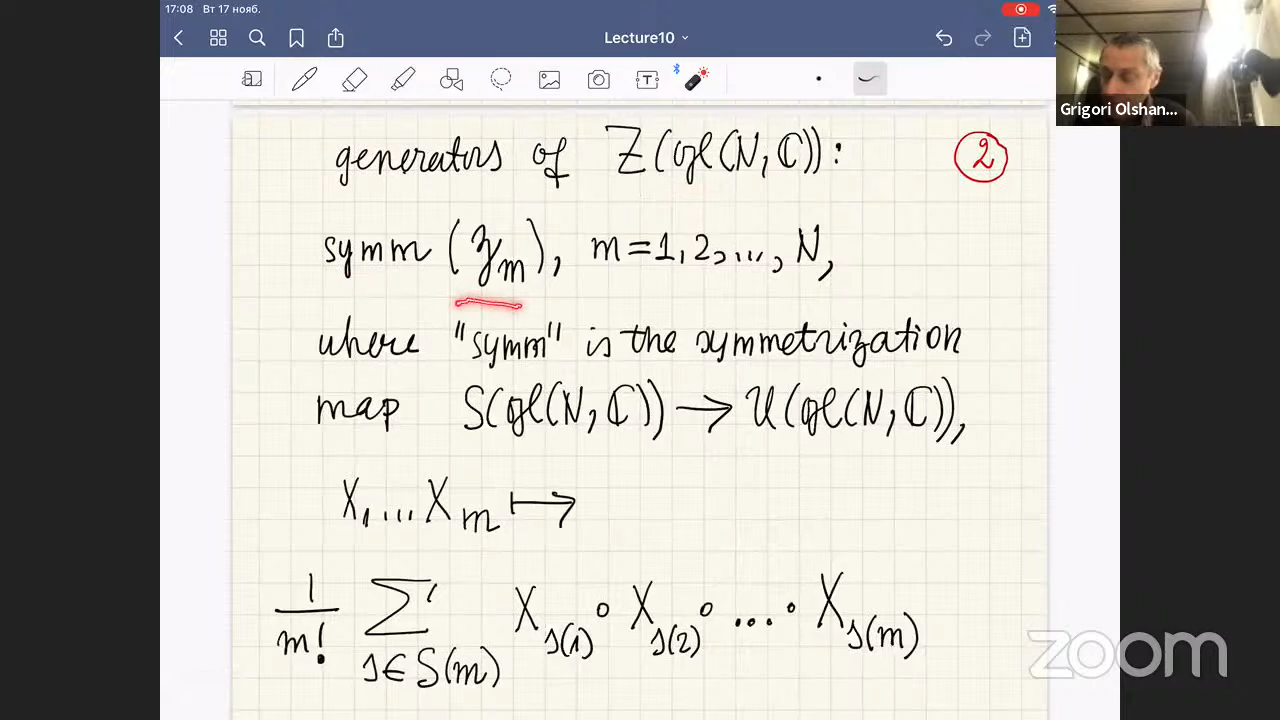 17:08 Вт 17 нояб.
Lecture10
Grigori Olshan...
generators of Z(gl(N, ℂ)): 2
symm (z_m), m=1,2,..., N,
where "symm" is the symmetrization
map S(gl(N, ℂ)) → U(gl(N, ℂ)),
X_1 ... X_m ↦
1/m! Σ_{s∈S(m)} X_{s(1)} ∘ X_{s(2)} ∘ ... ∘ X_{s(m)}
zoom